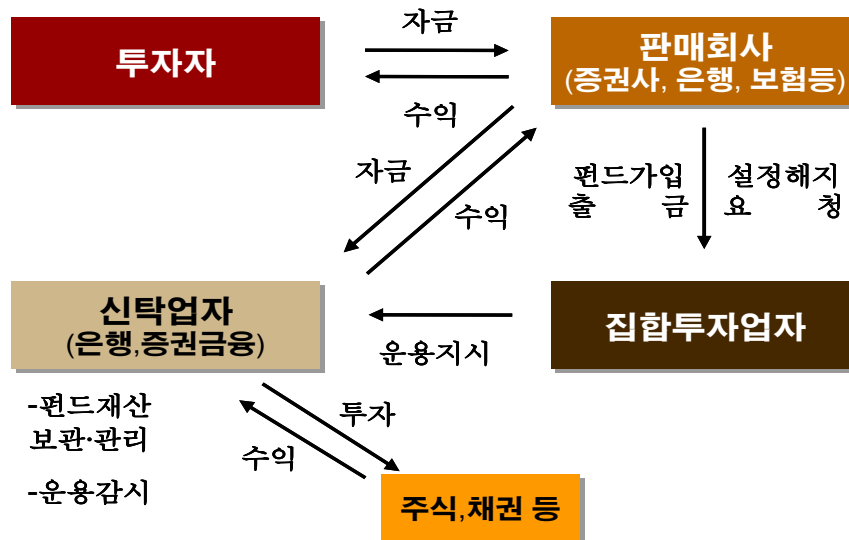 자금
투자자
판매회사
(증권사, 은행, 보험등)
수익
자금
수익
펀드가입 설정해지
출 금 요 청
신탁업자
(은행,증권금융)
집합투자업자
운용지시
-펀드재산
보관·관리
-운용감시
투자
수익
주식,채권 등